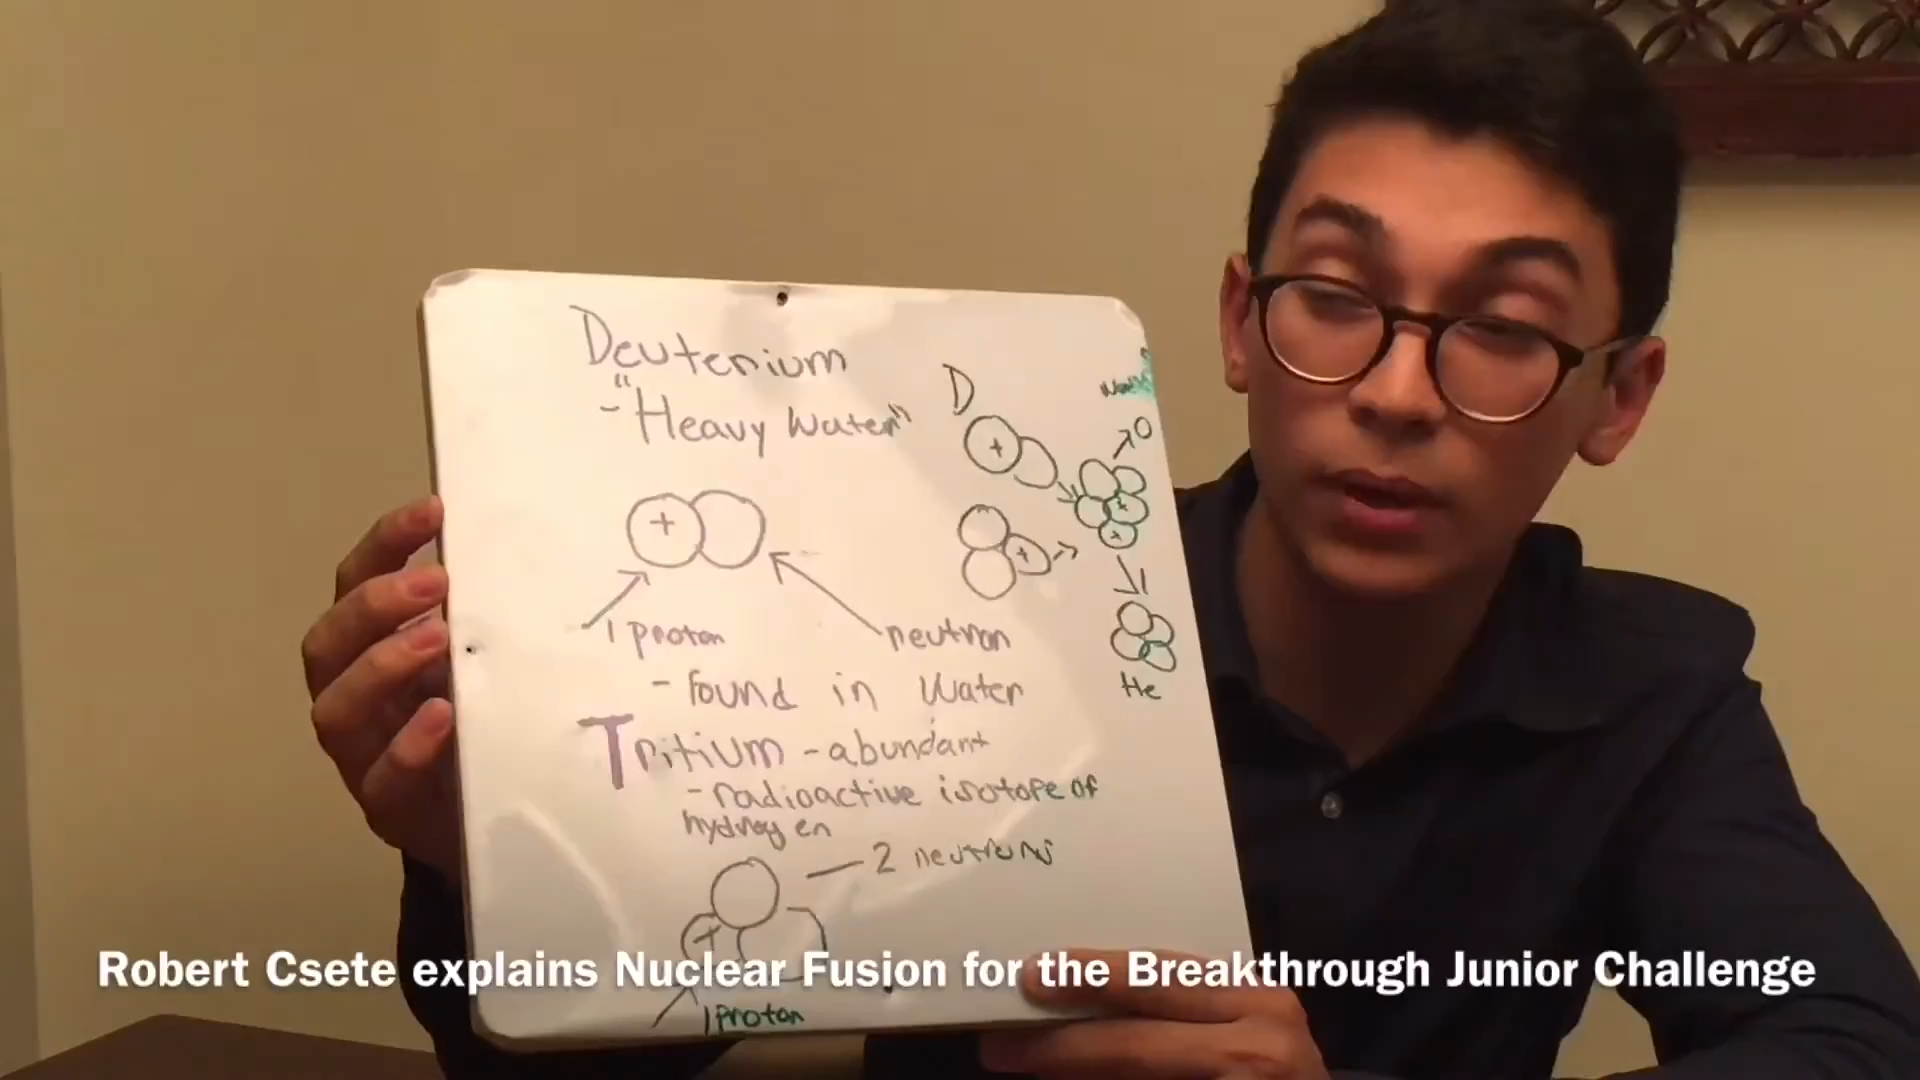 Deuterium
- "Heavy Water"
+
1 proton
neutron
- found in Water
Tritium - abundant
- radioactive isotope of
hydrogen
2 neutrons
+
1 proton
D
+
+
+
+
He
Robert Csete explains Nuclear Fusion for the Breakthrough Junior Challenge